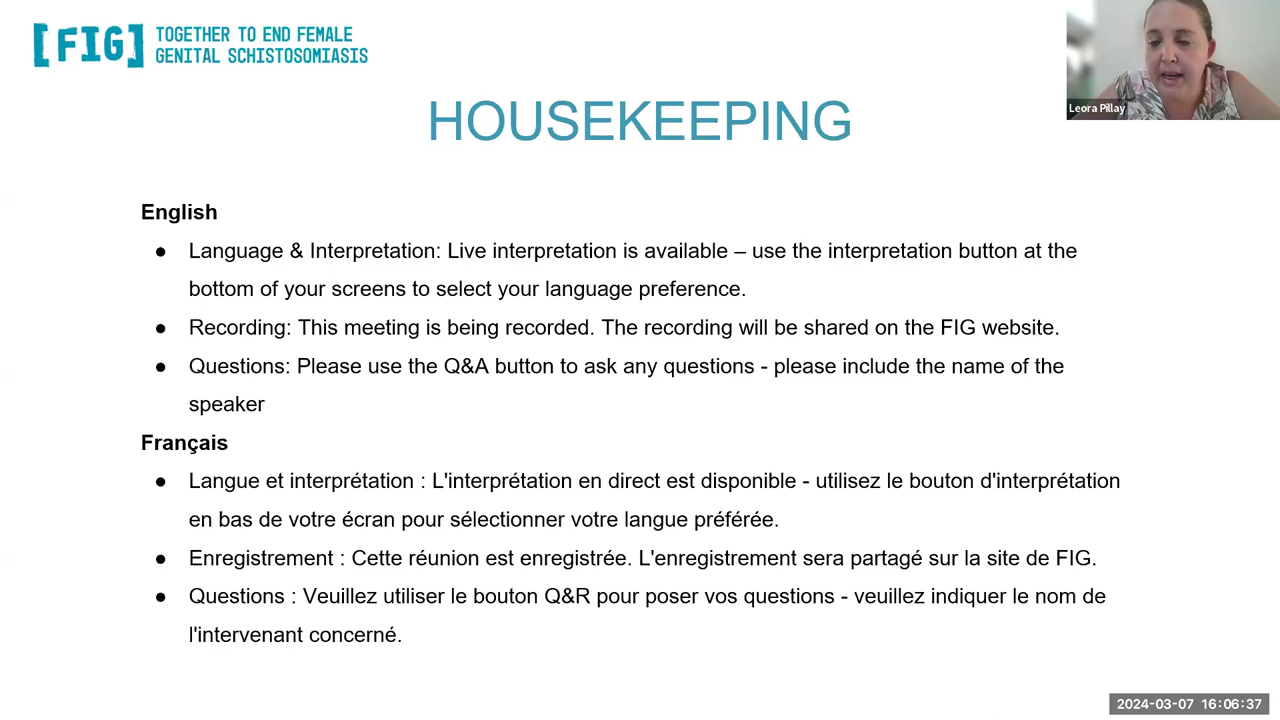 [FIG] TOGETHER TO END FEMALE
GENITAL SCHISTOSOMIASIS
Leora Pillay
HOUSEKEEPING
English
● Language & Interpretation: Live interpretation is available – use the interpretation button at the
bottom of your screens to select your language preference.
● Recording: This meeting is being recorded. The recording will be shared on the FIG website.
● Questions: Please use the Q&A button to ask any questions - please include the name of the
speaker
Français
● Langue et interprétation : L'interprétation en direct est disponible - utilisez le bouton d'interprétation
en bas de votre écran pour sélectionner votre langue préférée.
● Enregistrement : Cette réunion est enregistrée. L'enregistrement sera partagé sur la site de FIG.
● Questions : Veuillez utiliser le bouton Q&R pour poser vos questions - veuillez indiquer le nom de
l'intervenant concerné.
2024-03-07 16:06:37